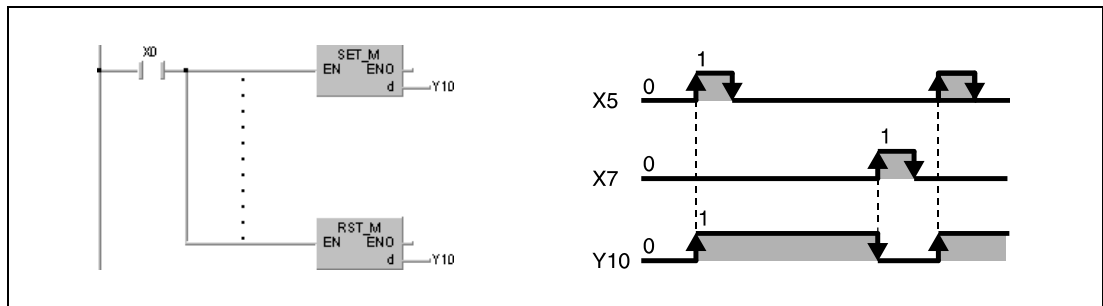 X0
SET_M
EN ENO
d Y10
RST_M
EN ENO
d Y10
1
X5 0
1
X7 0
1
Y10 0